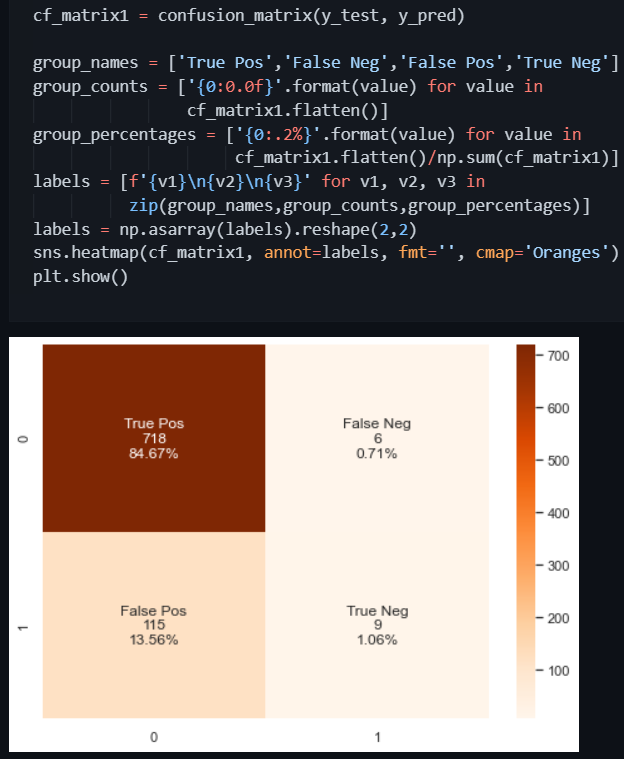 cf_matrix1 = confusion_matrix(y_test, y_pred)
group_names = ['True Pos','False Neg','False Pos','True Neg']
group_counts = ['{0:0.0f}'.format(value) for value in
cf_matrix1.flatten()]
group_percentages = ['{0:.2%}'.format(value) for value in
cf_matrix1.flatten()/np.sum(cf_matrix1)]
labels = [f'{v1}\n{v2}\n{v3}' for v1, v2, v3 in
zip(group_names,group_counts,group_percentages)]
labels = np.asarray(labels).reshape(2,2)
sns.heatmap(cf_matrix1, annot=labels, fmt='', cmap='Oranges')
plt.show()
0
True Pos
718
84.67%
False Neg
6
0.71%
1
False Pos
115
13.56%
True Neg
9
1.06%
0
1
700
600
500
400
300
200
100